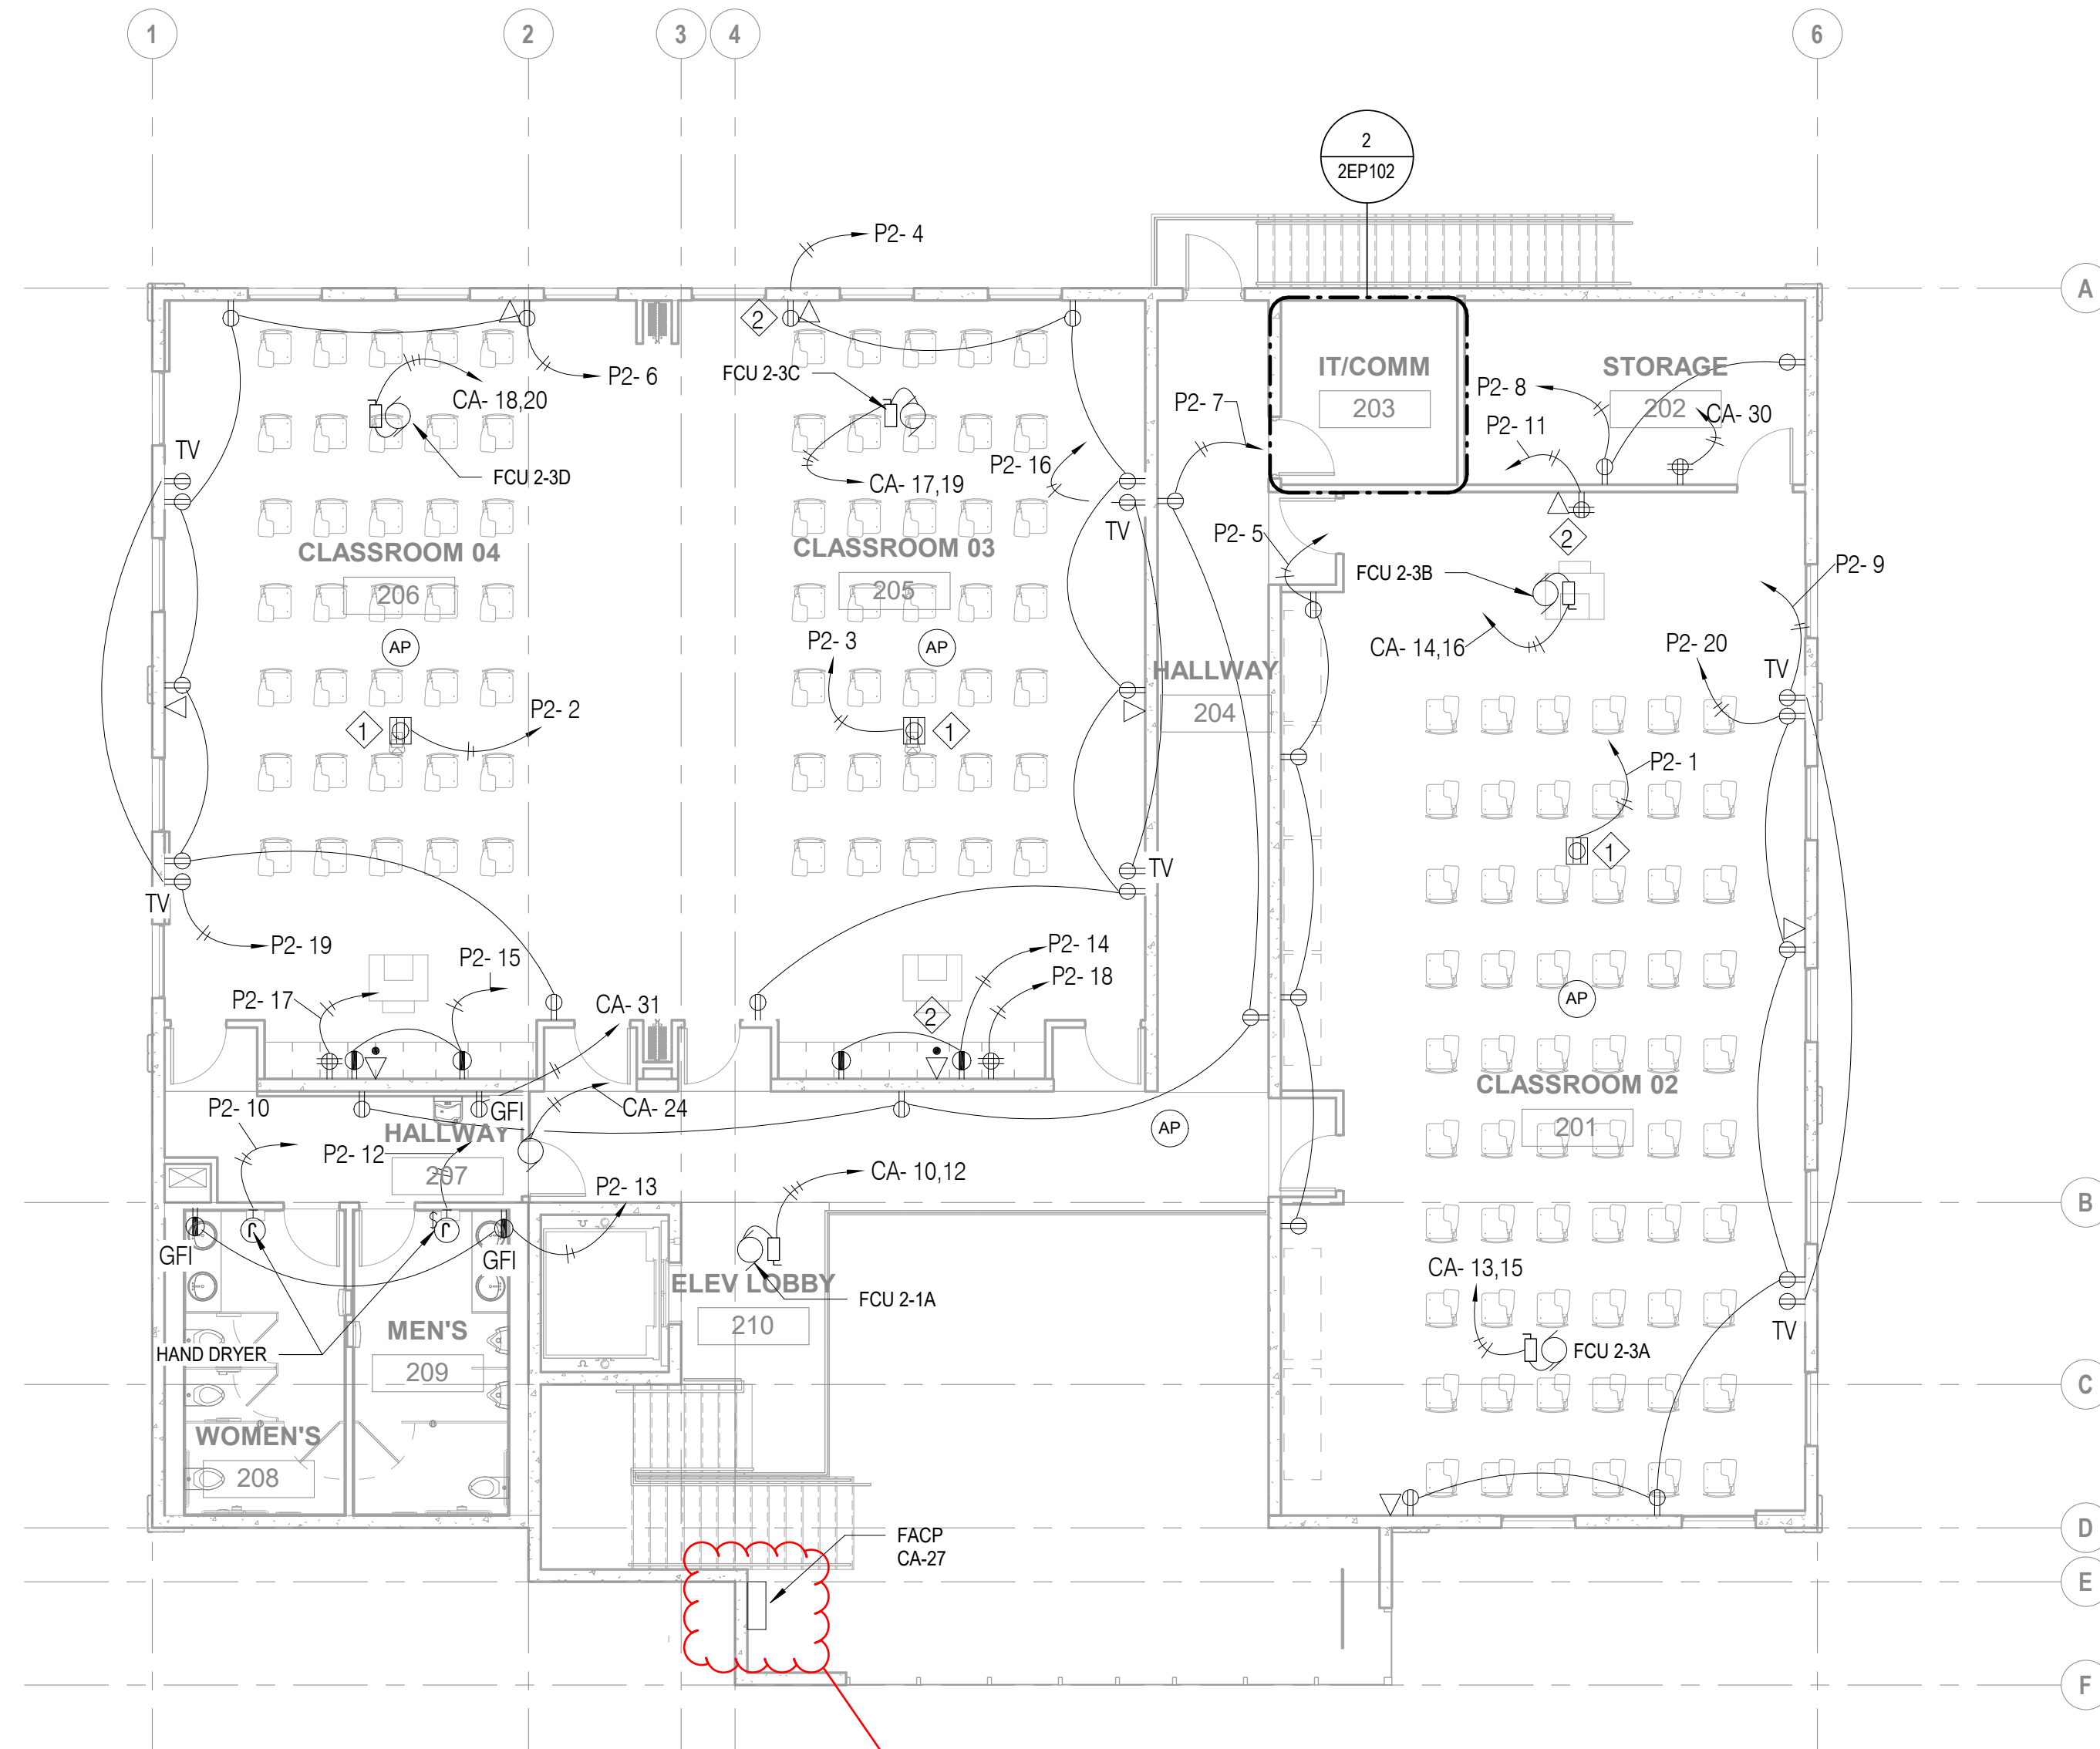 1
2
3
4
6
2
2EP102
P2- 4
A
2
P2- 6
FCU 2-3C
CA- 18,20
IT/COMM
203
STORAGE
202
P2- 8
P2- 7
CA- 30
P2- 11
TV
FCU 2-3D
P2- 16
CA- 17,19
TV
P2- 5
2
CLASSROOM 04
206
CLASSROOM 03
205
FCU 2-3B
P2- 9
AP
P2- 3
AP
CA- 14,16
P2- 20
HALLWAY
204
TV
1
P2- 2
1
P2- 1
1
TV
TV
P2- 19
P2- 15
P2- 14
P2- 17
CA- 31
P2- 18
2
AP
P2- 10
GFI
CA- 24
CLASSROOM 02
201
HALLWAY
207
P2- 12
AP
P2- 13
CA- 10,12
B
GFI
GFI
ELEV LOBBY
210
FCU 2-1A
CA- 13,15
MEN'S
209
TV
HAND DRYER
FCU 2-3A
C
WOMEN'S
208
FACP
CA-27
D
E
F